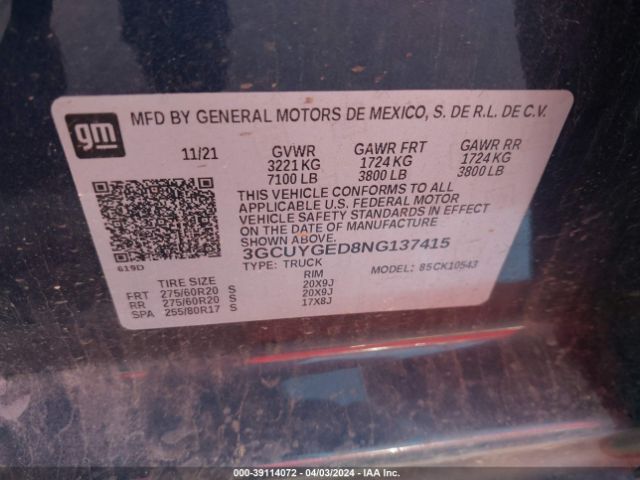 gm
MFD BY GENERAL MOTORS DE MEXICO, S. DE R.L. DE C.V.
11/21 GVWR GAWR FRT GAWR RR
3221 KG 1724 KG 1724 KG
7100 LB 3800 LB 3800 LB
THIS VEHICLE CONFORMS TO ALL
APPLICABLE U.S. FEDERAL MOTOR
VEHICLE SAFETY STANDARDS IN EFFECT
ON THE DATE OF MANUFACTURE
SHOWN ABOVE.
3GCUYGED8NG137415
619D TYPE: TRUCK MODEL: 85CK10543
TIRE SIZE RIM
FRT 275/60R20 S 20X9J
RR 275/60R20 S 20X9J
SPA 255/80R17 S 17X8J
000-39114072 - 04/03/2024 - IAA Inc.